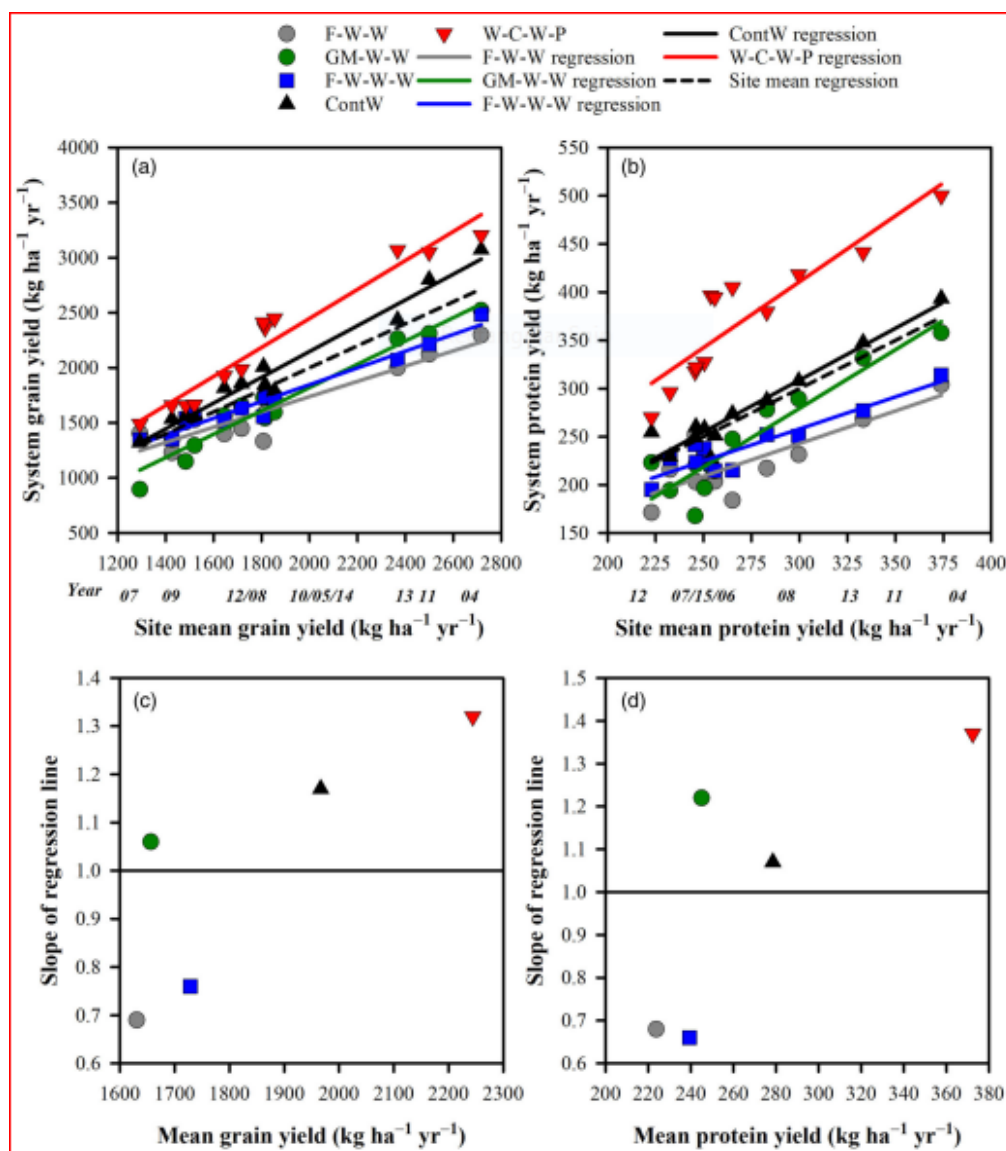 F-W-W
GM-W-W
F-W-W-W
ContW
W-C-W-P
F-W-W regression
GM-W-W regression
F-W-W-W regression
ContW regression
W-C-W-P regression
Site mean regression
(a)
System grain yield (kg ha⁻¹ yr⁻¹)
4000
3500
3000
2500
2000
1500
1000
500
1200 1400 1600 1800 2000 2200 2400 2600 2800
Year 07 09 12/08 10/05/14 13 11 04
Site mean grain yield (kg ha⁻¹ yr⁻¹)
(b)
System protein yield (kg ha⁻¹ yr⁻¹)
550
500
450
400
350
300
250
200
150
200 225 250 275 300 325 350 375 400
12 07/15/06 08 13 11 04
Site mean protein yield (kg ha⁻¹ yr⁻¹)
(c)
Slope of regression line
1.4
1.3
1.2
1.1
1.0
0.9
0.8
0.7
0.6
1600 1700 1800 1900 2000 2100 2200 2300
Mean grain yield (kg ha⁻¹ yr⁻¹)
(d)
Slope of regression line
1.5
1.4
1.3
1.2
1.1
1.0
0.9
0.8
0.7
0.6
200 220 240 260 280 300 320 340 360 380
Mean protein yield (kg ha⁻¹ yr⁻¹)